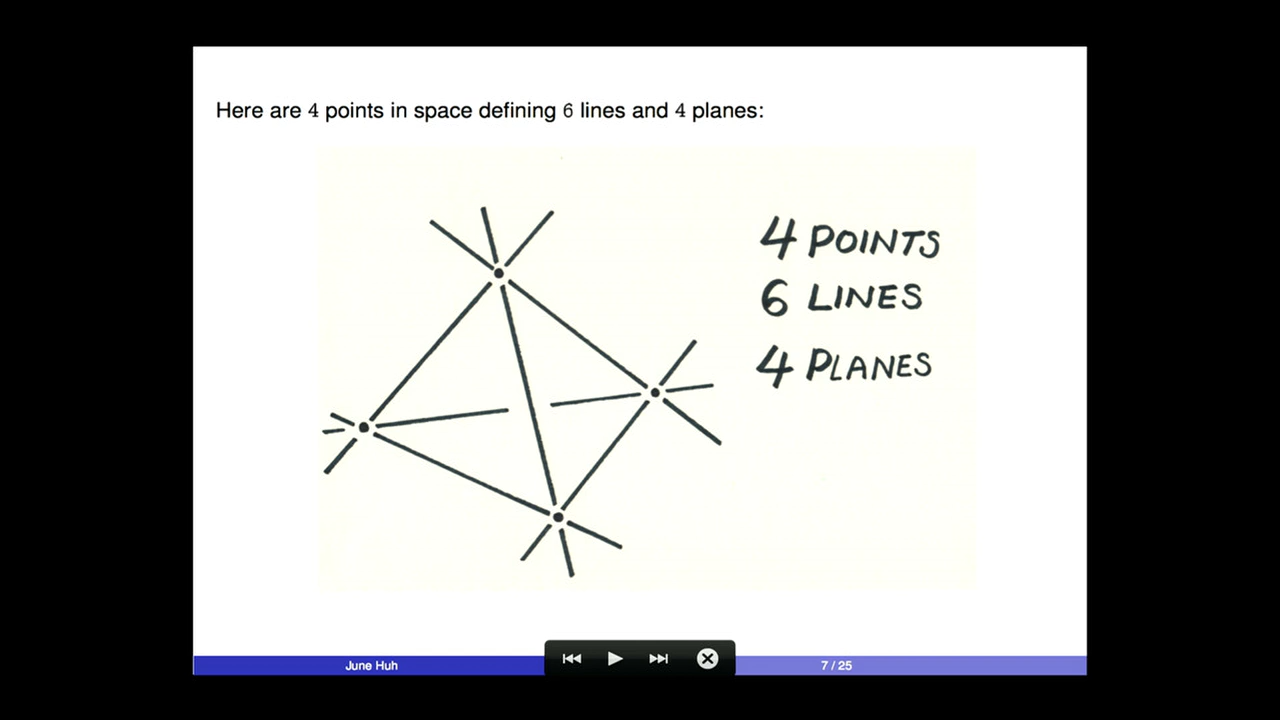 Here are 4 points in space defining 6 lines and 4 planes:
4 POINTS
6 LINES
4 PLANES
June Huh
7 / 25